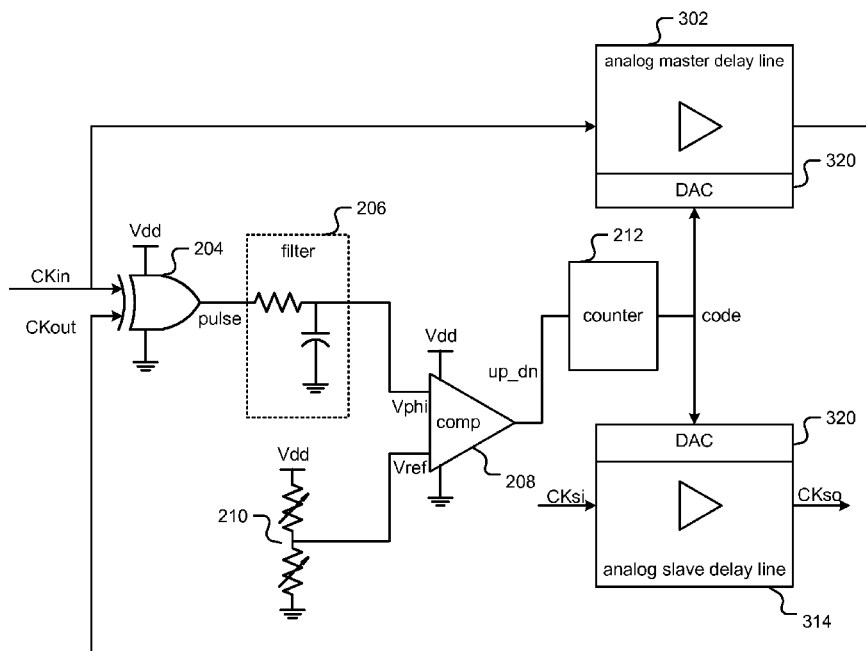 302
analog master delay line
320
DAC
206
Vdd
204
filter
212
CKin
CKout
pulse
counter
code
Vdd
up_dn
Vphi
comp
Vref
208
Vdd
210
320
DAC
CKsi
CKso
analog slave delay line
314